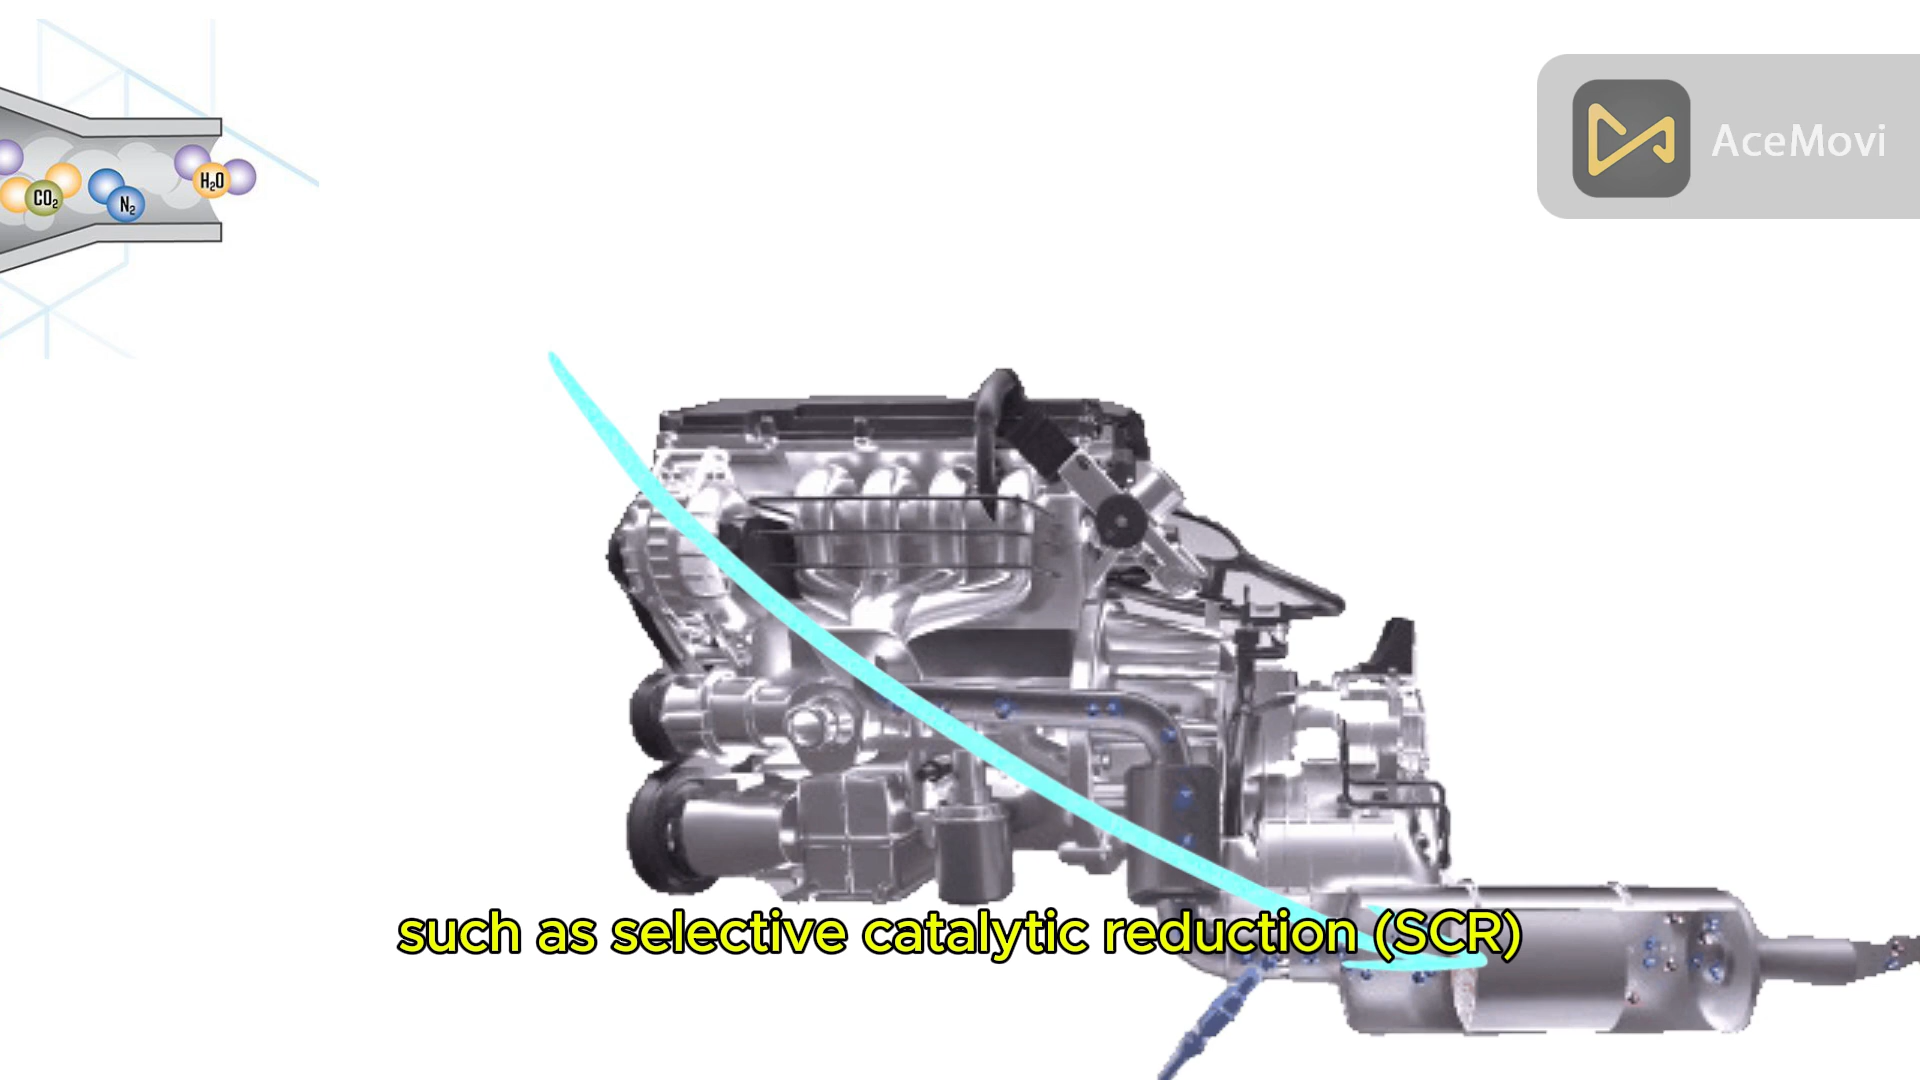 AceMovi
CO₂
N₂
H₂O
such as selective catalytic reduction (SCR)